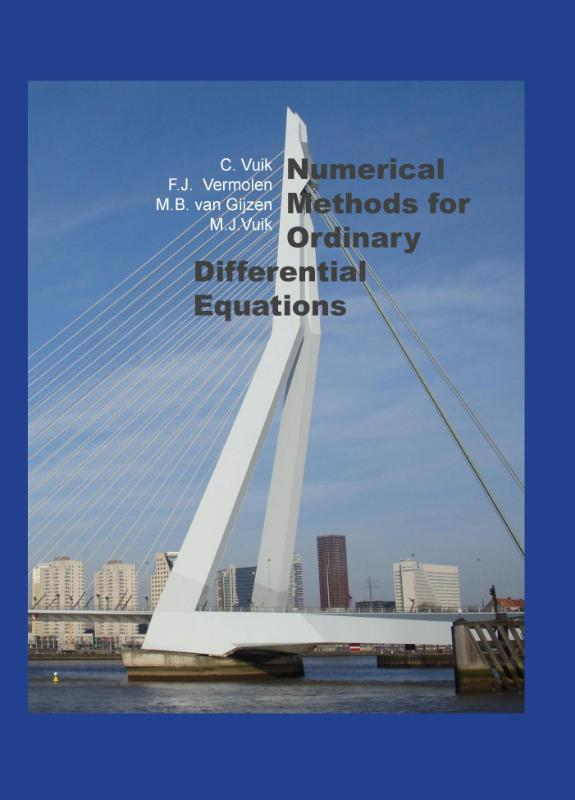 C. Vuik
F.J. Vermolen
M.B. van Gijzen
M.J.Vuik
Numerical
Methods for
Ordinary
Differential
Equations